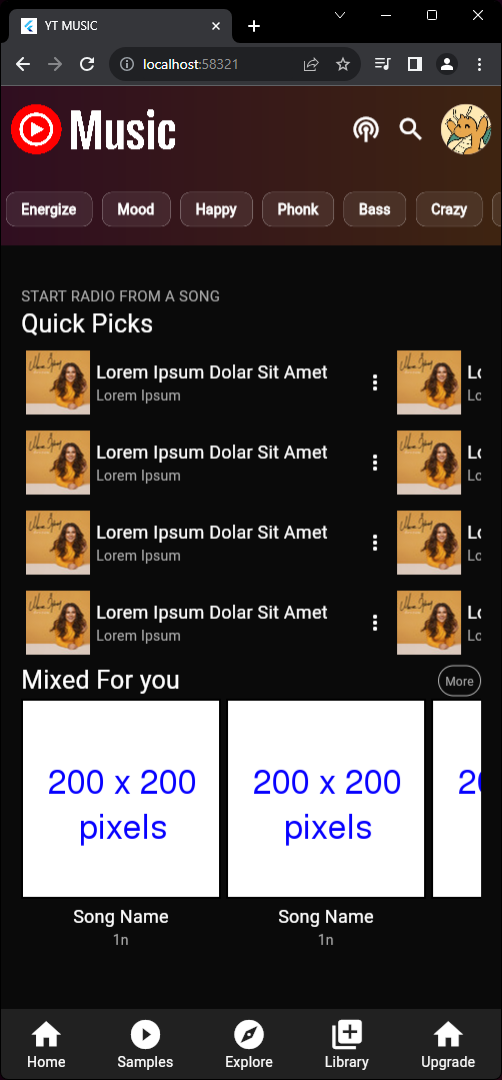 YT MUSIC
localhost:58321
Music
Energize Mood Happy Phonk Bass Crazy
START RADIO FROM A SONG
Quick Picks
Lorem Ipsum Dolar Sit Amet
Lorem Ipsum
Lorem Ipsum Dolar Sit Amet
Lorem Ipsum
Lorem Ipsum Dolar Sit Amet
Lorem Ipsum
Lorem Ipsum Dolar Sit Amet
Lorem Ipsum
Mixed For you More
200 x 200 200 x 200
pixels pixels
Song Name Song Name
1n 1n
Home Samples Explore Library Upgrade